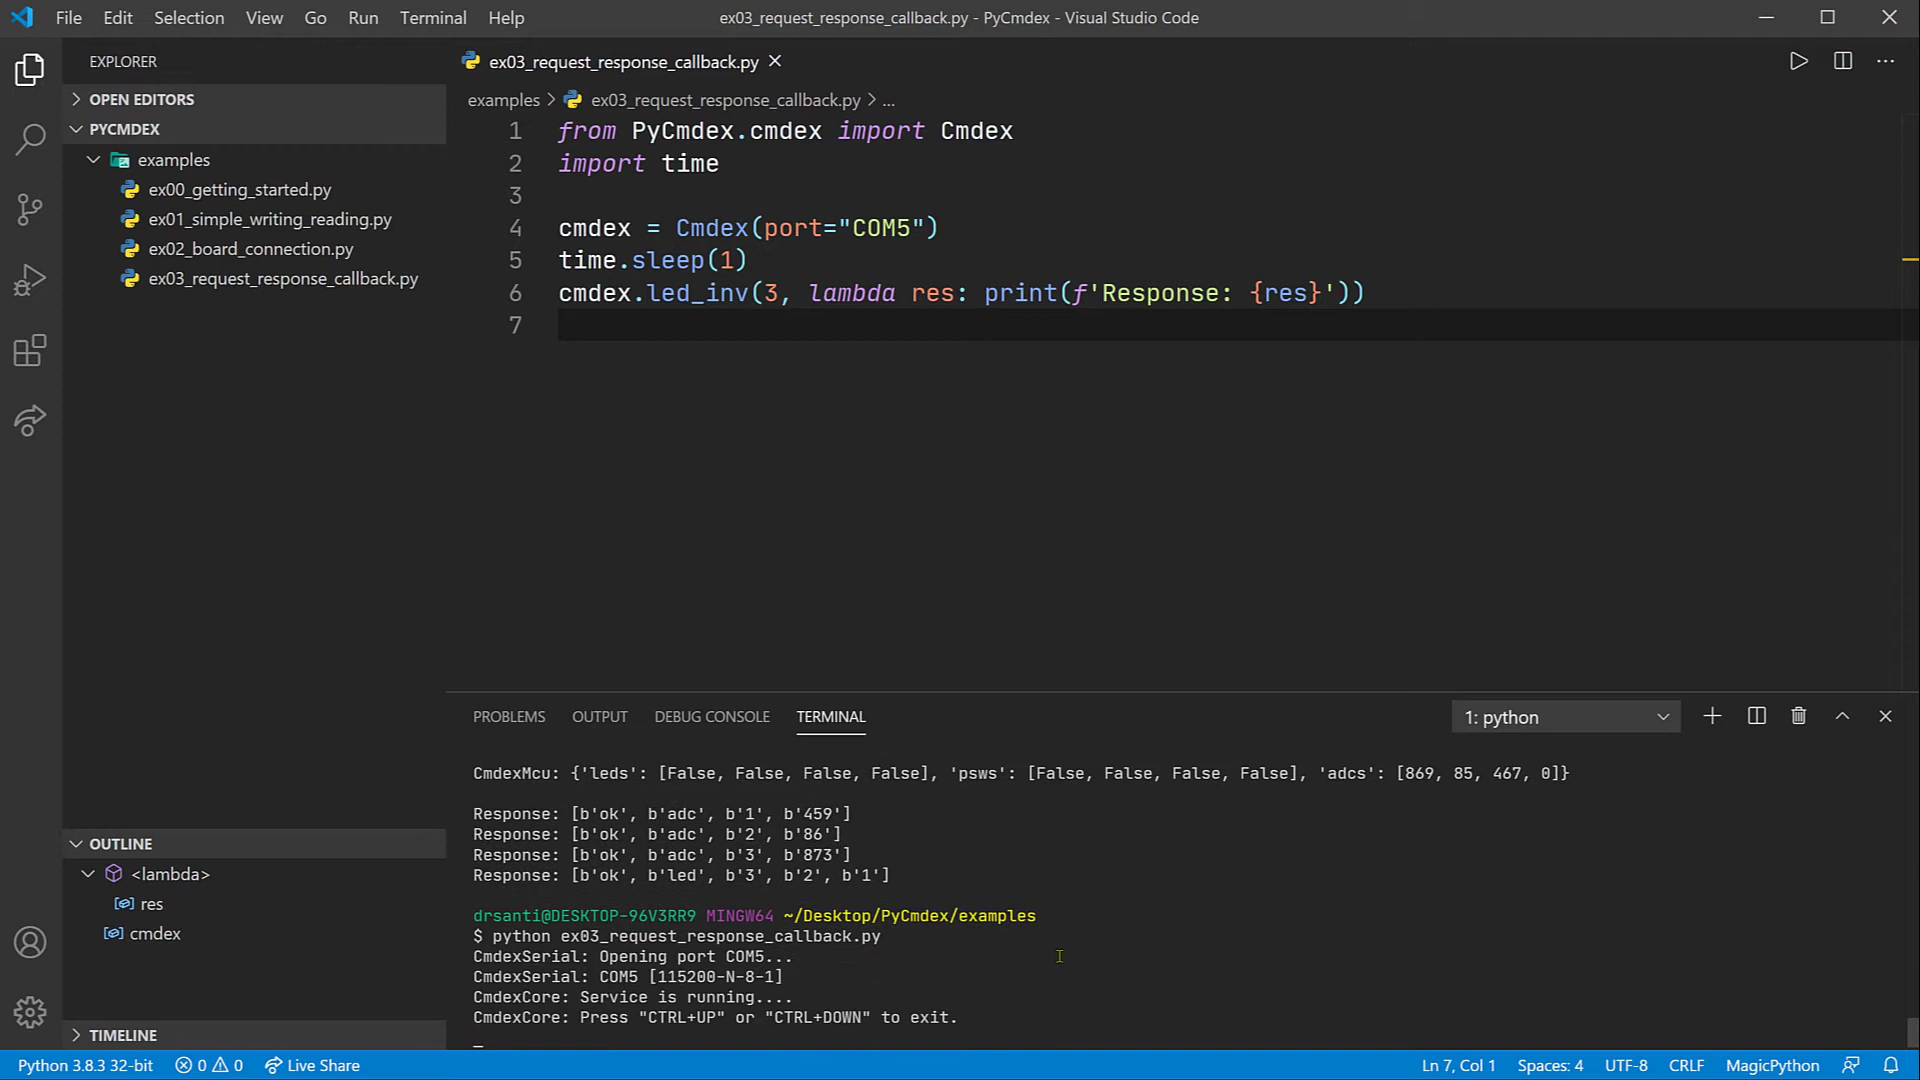 File Edit Selection View Go Run Terminal Help
ex03_request_response_callback.py - PyCmdex - Visual Studio Code
EXPLORER
OPEN EDITORS
PYCMDEX
examples
ex00_getting_started.py
ex01_simple_writing_reading.py
ex02_board_connection.py
ex03_request_response_callback.py
OUTLINE
<lambda>
res
cmdex
TIMELINE
ex03_request_response_callback.py
examples > ex03_request_response_callback.py > ...
1 from PyCmdex.cmdex import Cmdex
2 import time
3
4 cmdex = Cmdex(port="COM5")
5 time.sleep(1)
6 cmdex.led_inv(3, lambda res: print(f'Response: {res}'))
7
PROBLEMS OUTPUT DEBUG CONSOLE TERMINAL
1: python
CmdexMcu: {'leds': [False, False, False, False], 'psws': [False, False, False, False], 'adcs': [869, 85, 467, 0]}
Response: [b'ok', b'adc', b'1', b'459']
Response: [b'ok', b'adc', b'2', b'86']
Response: [b'ok', b'adc', b'3', b'873']
Response: [b'ok', b'led', b'3', b'2', b'1']
drsanti@DESKTOP-96V3RR9 MINGW64 ~/Desktop/PyCmdex/examples
$ python ex03_request_response_callback.py
CmdexSerial: Opening port COM5...
CmdexSerial: COM5 [115200-N-8-1]
CmdexCore: Service is running....
CmdexCore: Press "CTRL+UP" or "CTRL+DOWN" to exit.
Python 3.8.3 32-bit 0 0 Live Share
Ln 7, Col 1 Spaces: 4 UTF-8 CRLF MagicPython